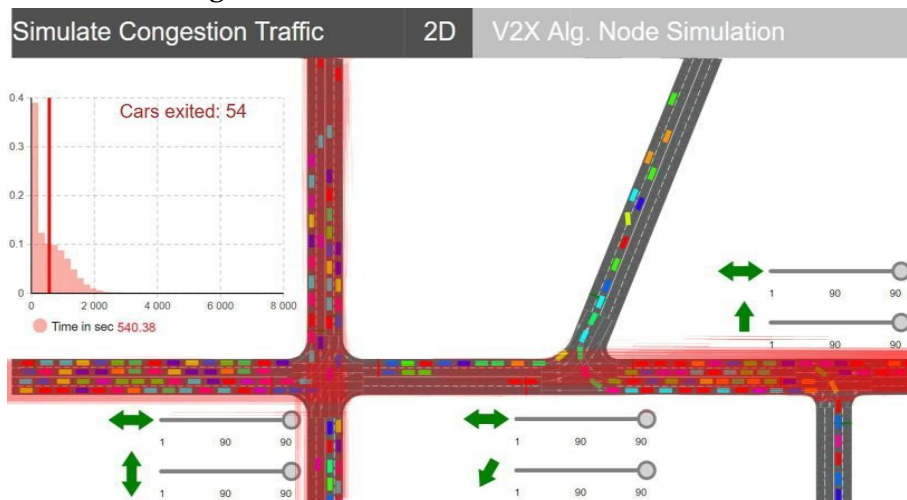 Simulate Congestion Traffic 2D V2X Alg. Node Simulation
Cars exited: 54
0.4
0.3
0.2
0.1
0
0 2 000 4 000 6 000 8 000
Time in sec 540.38
1 90 90
1 90 90
1 90 90
1 90 90
1 90 90
1 90 90